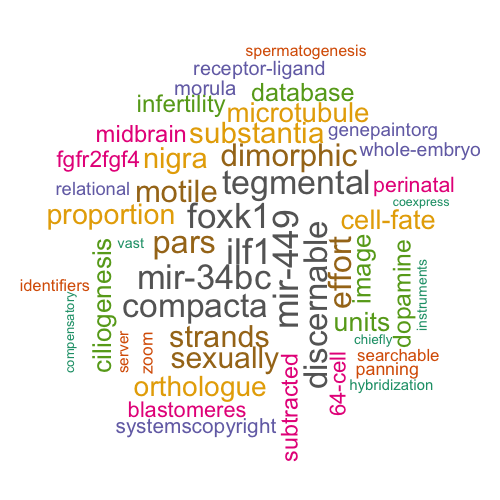 spermatogenesis
receptor-ligand
morula
database
infertility
microtubule
midbrain
substantia
genepaintorg
fgfr2fgf4
nigra
dimorphic
whole-embryo
relational
motile
tegmental
perinatal
coexpress
proportion
foxk1
cell-fate
vast
pars
ilf1
mir-449
discernable
effort
image
dopamine
instruments
ciliogenesis
identifiers
compensatory
mir-34bc
compacta
units
server
zoom
strands
chiefly
sexually
searchable
panning
orthologue
subtracted
64-cell
hybridization
blastomeres
systemscopyright